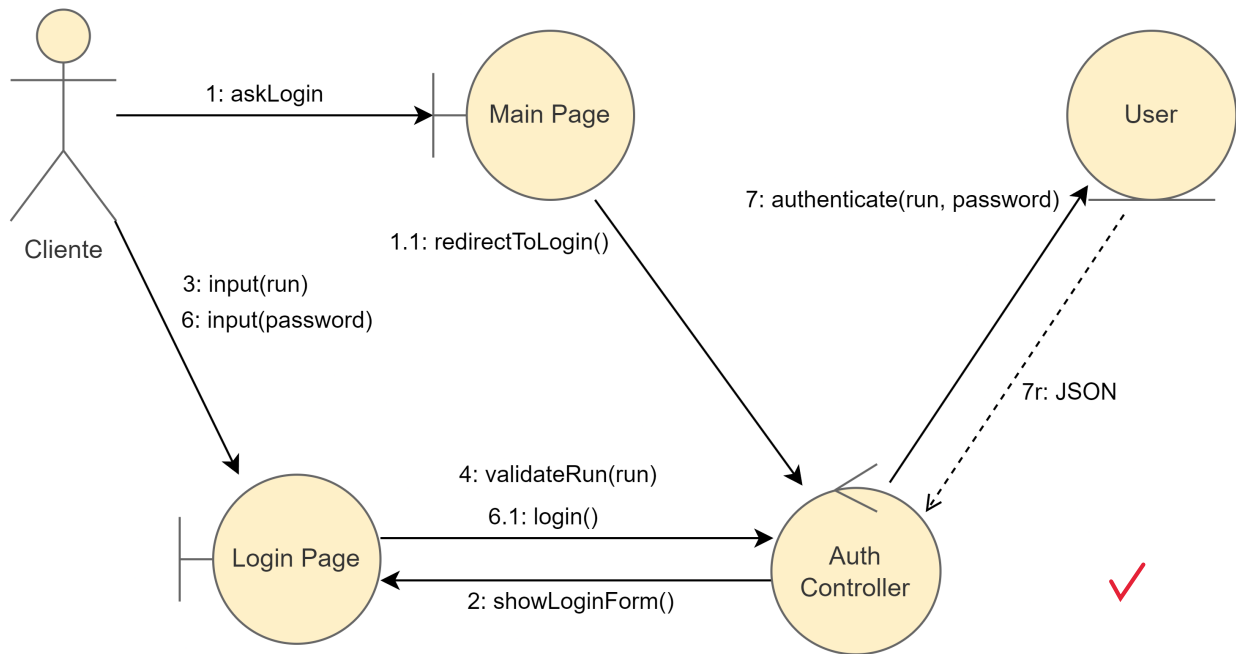 1: askLogin
Main Page
User
7: authenticate(run, password)
1.1: redirectToLogin()
Cliente
3: input(run)
6: input(password)
7r: JSON
4: validateRun(run)
6.1: login()
Login Page
Auth
Controller
2: showLoginForm()